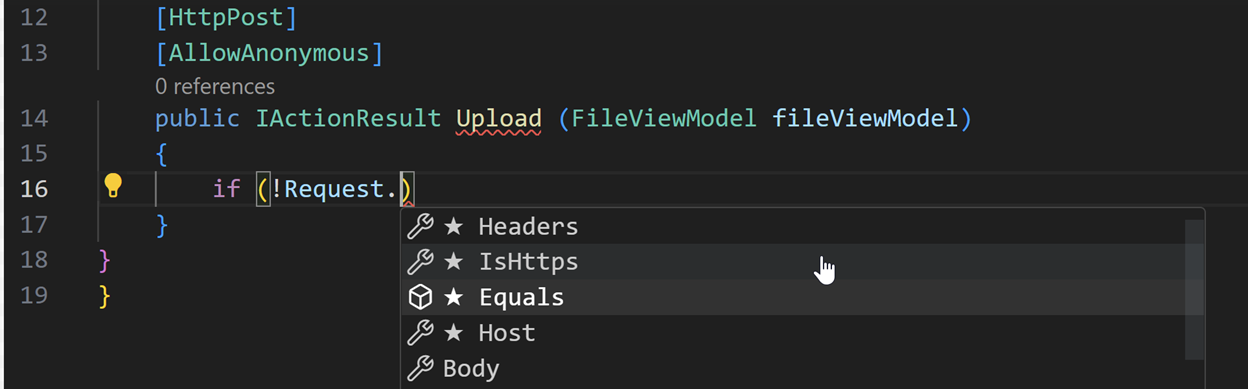 12 [HttpPost]
13 [AllowAnonymous]
0 references
14 public IActionResult Upload (FileViewModel fileViewModel)
15 {
16 if (!Request.)
★ Headers
★ IsHttps
★ Equals
★ Host
Body
17 }
18 }
19 }